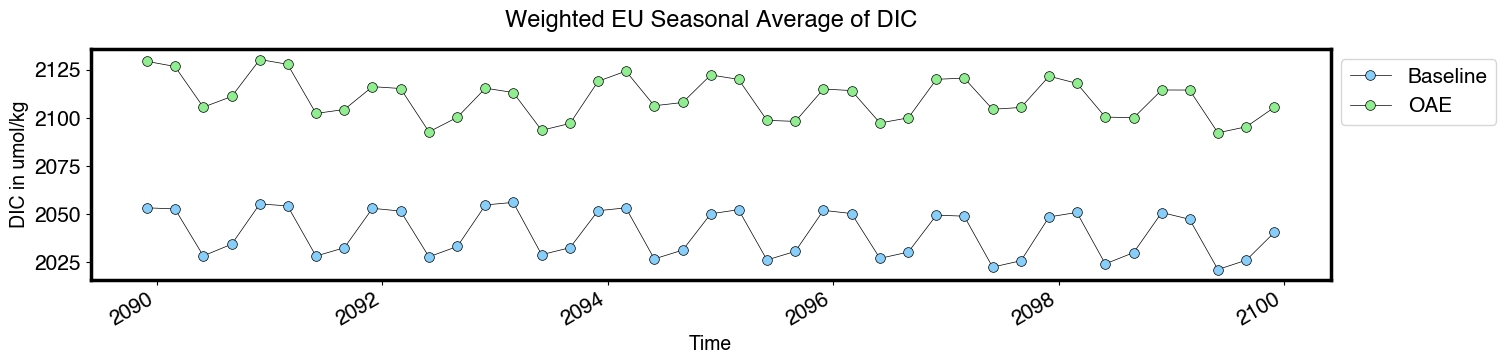 Weighted EU Seasonal Average of DIC
DIC in umol/kg
2125
2100
2075
2050
2025
Baseline
OAE
2090
2092
2094
2096
2098
2100
Time